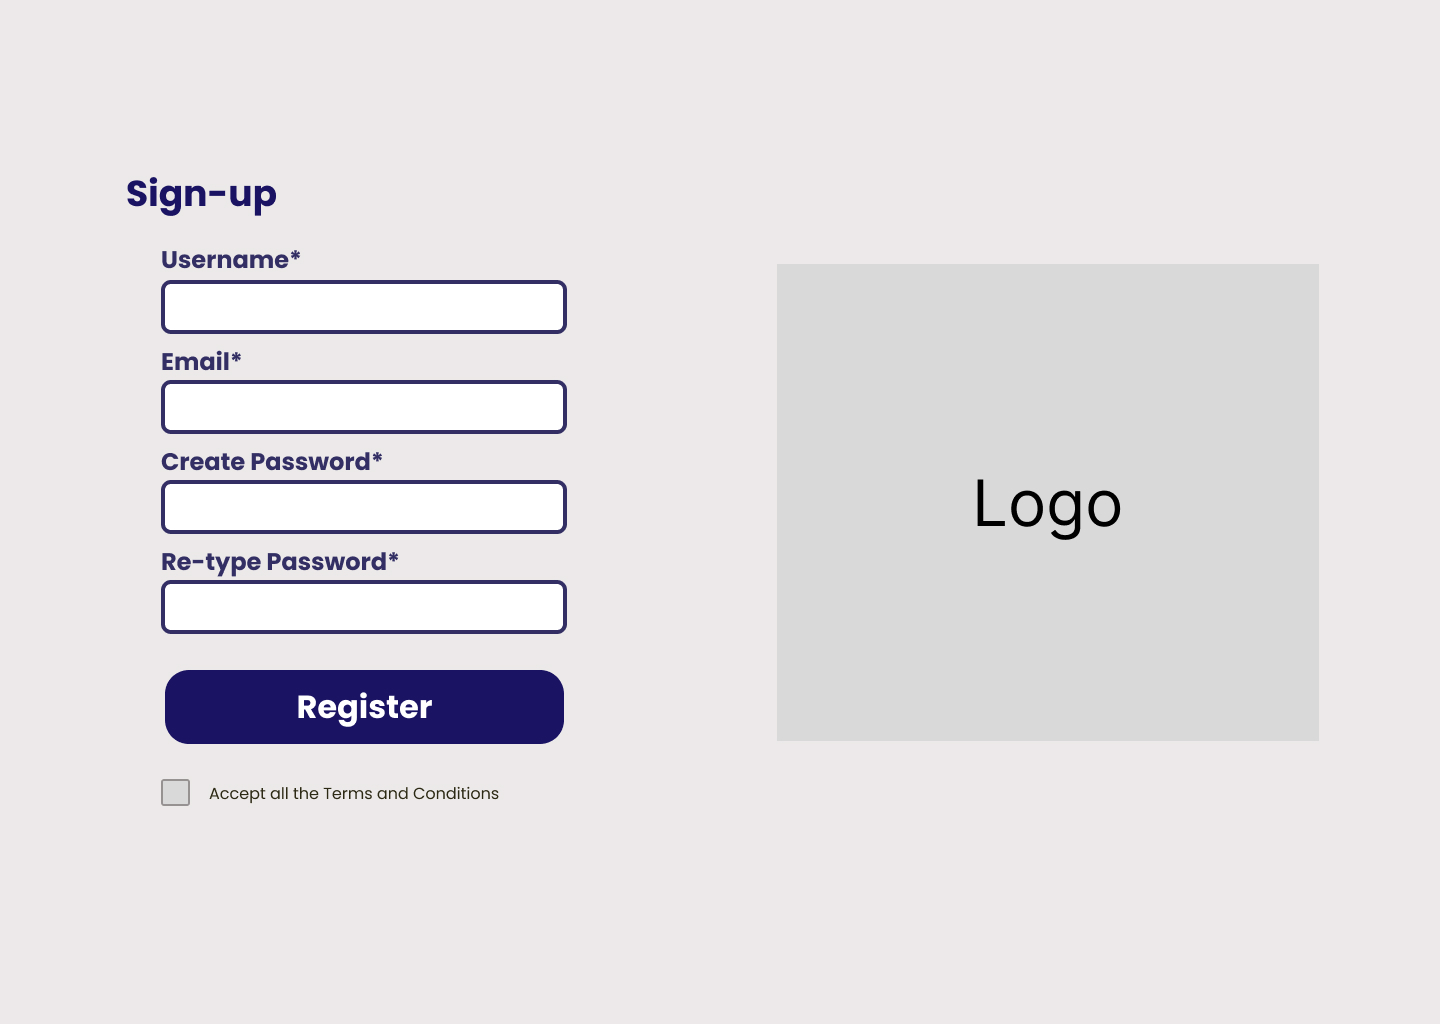 Sign-up
Username*
Email*
Create Password*
Re-type Password*
Register
Accept all the Terms and Conditions
Logo